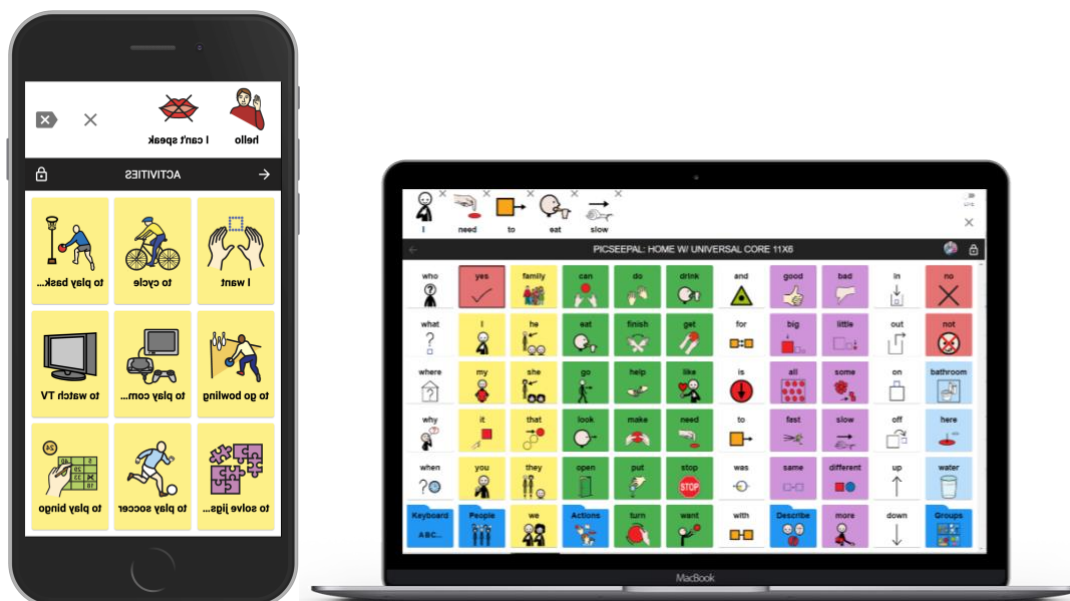 hello I can't speak
ACTIVITIES
I want to cycle to play bask...
to go bowling to play com... to watch TV
to solve jigs... to play soccer to play bingo
I need to eat slow
PICSEEPAL: HOME W/ UNIVERSAL CORE 11X6
who yes family can do drink and good bad in no
what I he eat finish get for big little out not
where my she go help like is all some on bathroom
why it that look make need to fast slow off here
when you they open put stop was same different up water
STOP
Keyboard People we Actions turn want with Describe more down Groups
ABC...
MacBook